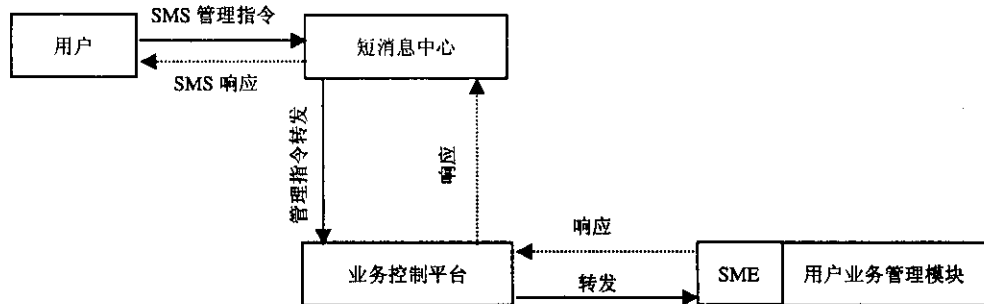 SMS 管理指令
用户
短消息中心
SMS 响应
管理指令转发
响应
响应
业务控制平台
转发
SME
用户业务管理模块